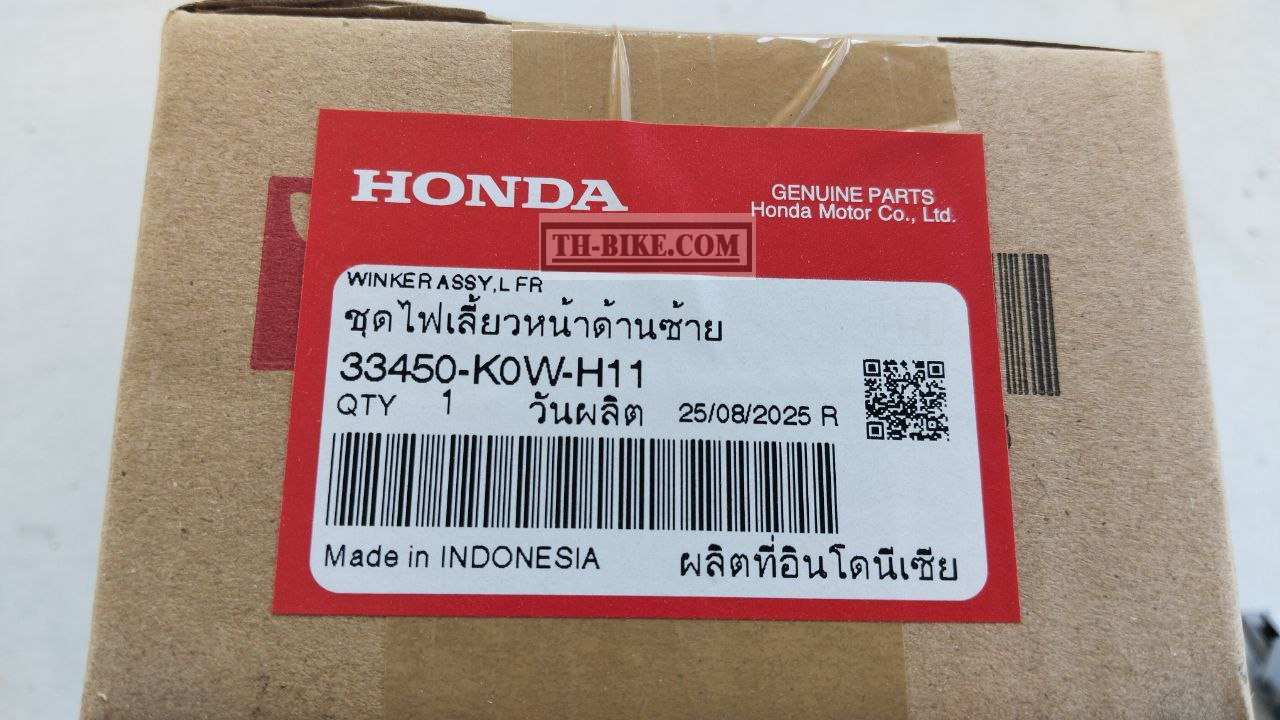 HONDA
GENUINE PARTS
Honda Motor Co., Ltd.
TH-BIKE.COM
WINKER ASSY,L FR
ชุดไฟเลี้ยวหน้าด้านซ้าย
33450-K0W-H11
QTY 1 วันผลิต 25/08/2025 R
Made in INDONESIA ผลิตที่อินโดนีเซีย